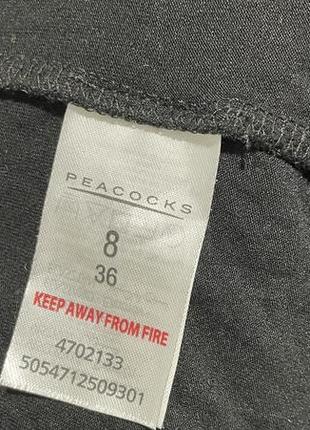 PEACOCKS
8
36
KEEP AWAY FROM FIRE
4702133
5054712509301